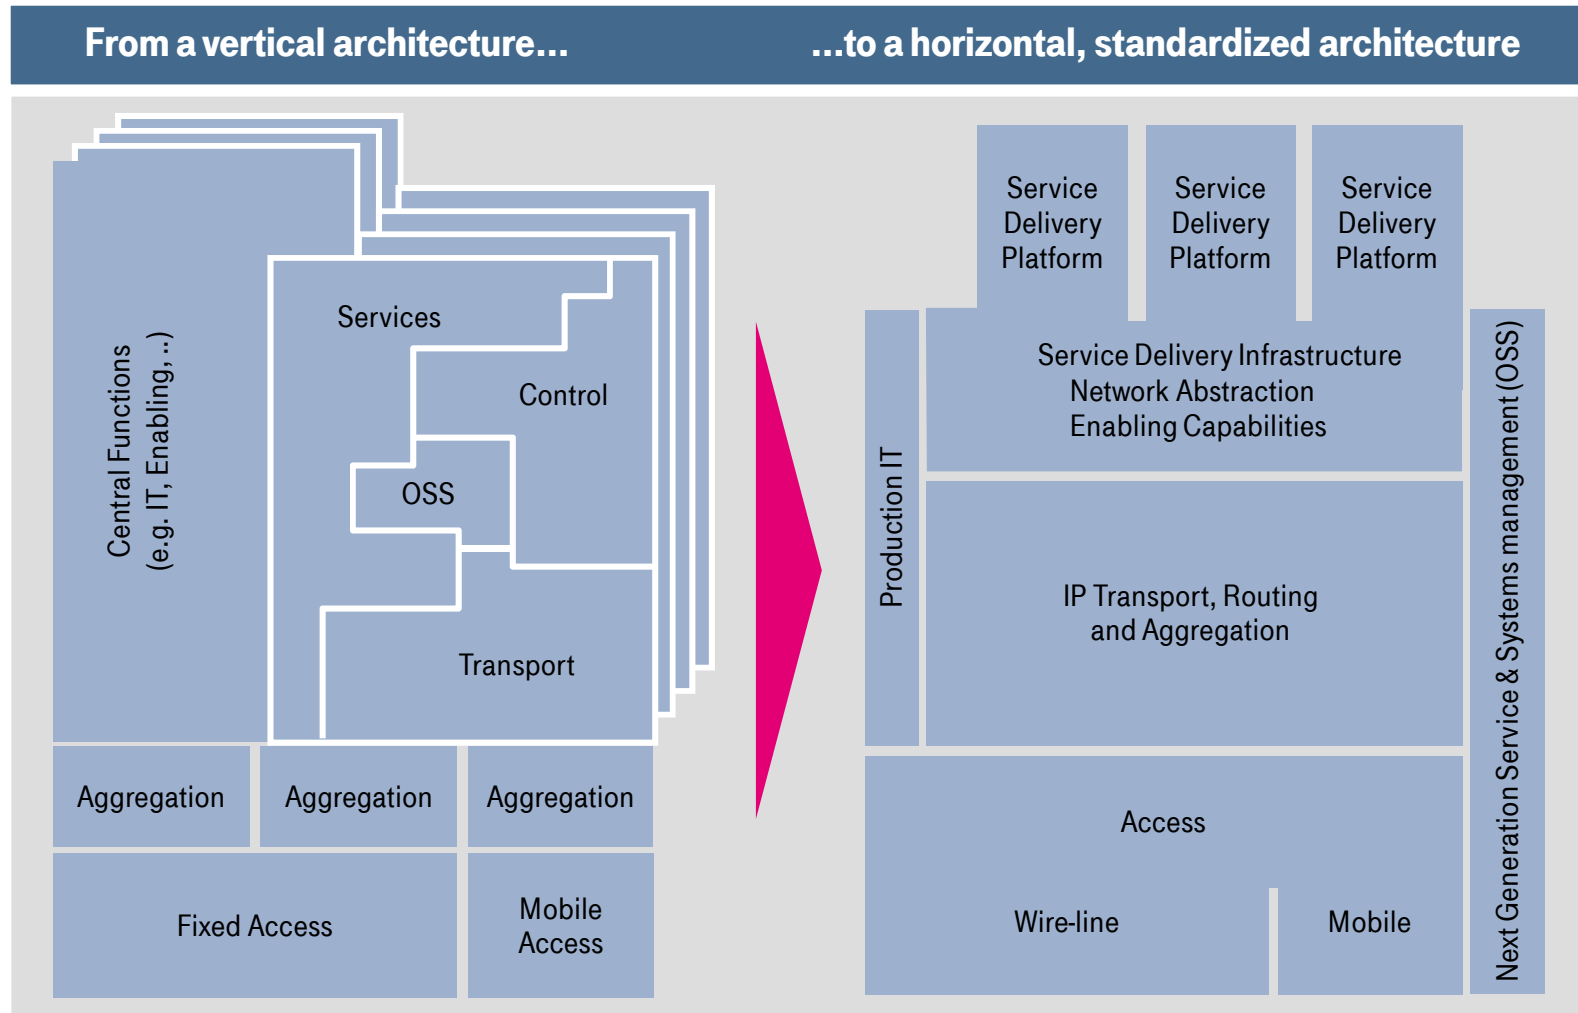 From a vertical architecture...
...to a horizontal, standardized architecture
Central Functions
(e.g. IT, Enabling, ..)
Services
Control
OSS
Transport
Aggregation
Aggregation
Aggregation
Fixed Access
Mobile
Access
Service
Delivery
Platform
Service
Delivery
Platform
Service
Delivery
Platform
Production IT
Service Delivery Infrastructure
Network Abstraction
Enabling Capabilities
IP Transport, Routing
and Aggregation
Access
Wire-line
Mobile
Next Generation Service & Systems management (OSS)